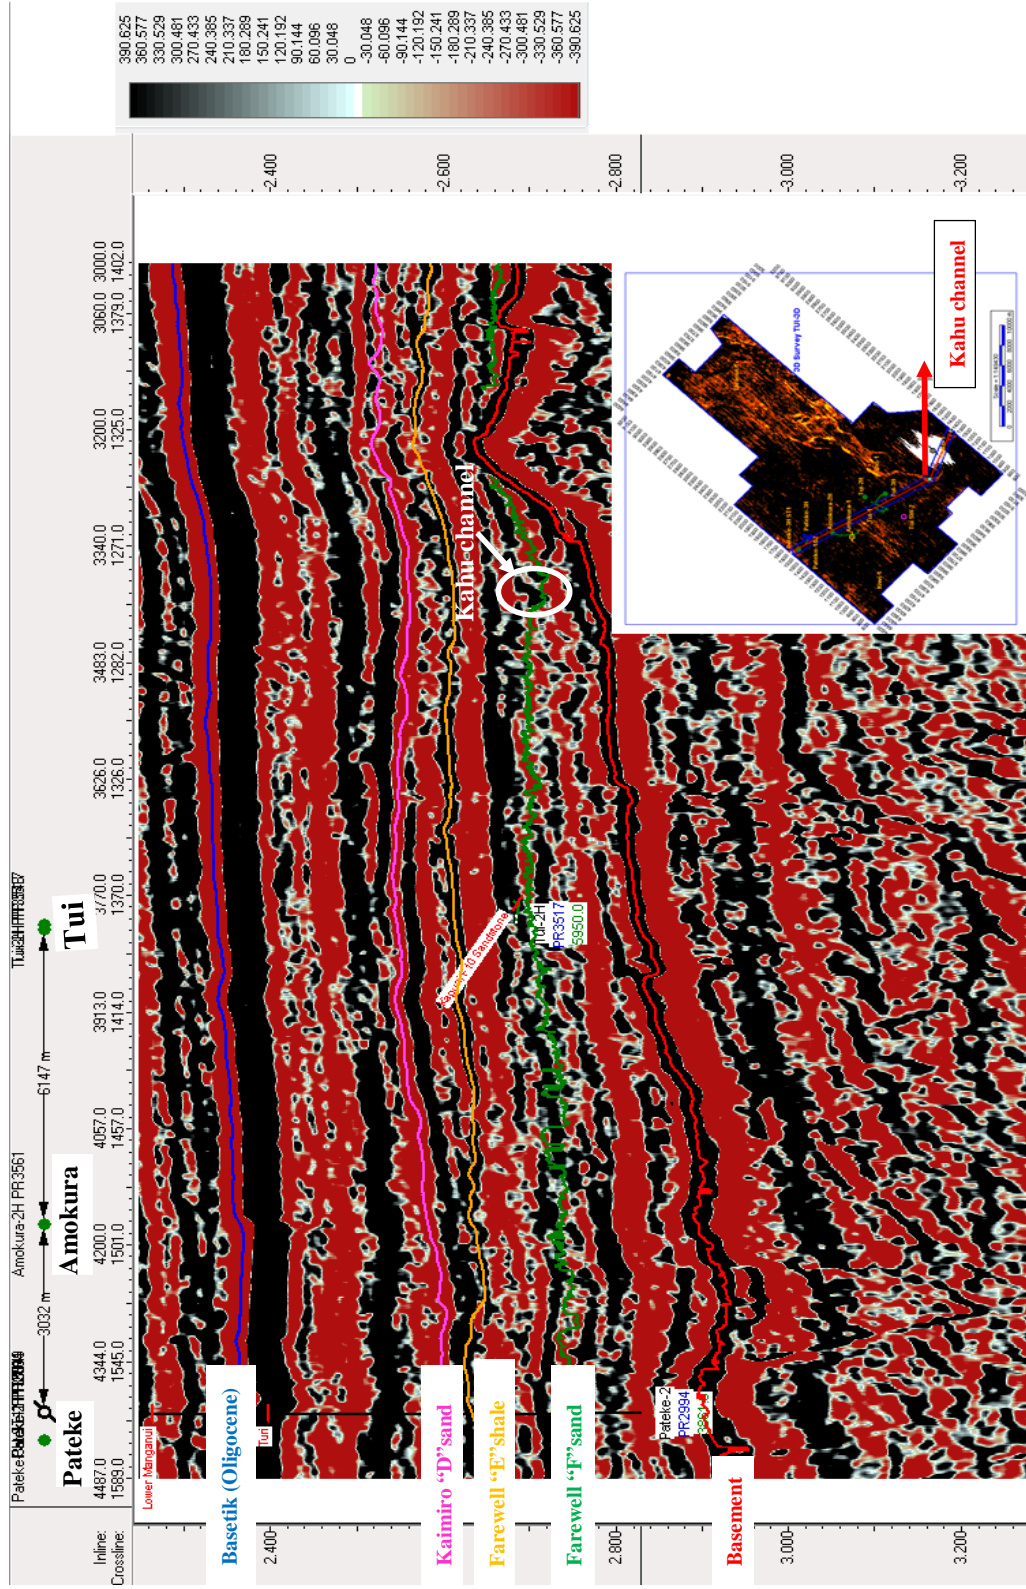 390.625
360.577
330.529
300.481
270.433
240.385
210.337
180.289
150.241
120.192
90.144
60.096
30.048
0
-30.048
-60.096
-90.144
-120.192
-150.241
-180.289
-210.337
-240.385
-270.433
-300.481
-330.529
-360.577
-390.625
Amokura-2H PR3561
3032 m
6147 m
Pateke
Amokura
Tui
Inline:
4487.0 4344.0 4200.0 4057.0 3913.0 3770.0 3626.0 3483.0 3340.0 3200.0 3060.0 3000.0
Crossline:
1589.0 1545.0 1501.0 1457.0 1414.0 1370.0 1326.0 1282.0 1271.0 1325.0 1379.0 1402.0
Lower Manganui
Basetik (Oligocene)
2.400
-2.400
Turi
Kaimiro “D”sand
Farewell “E”shale
-2.600
Kahu channel
Farewell “F”sand
F10 Sandstone
Tui-2H
PR3517
5950.0
2.800
-2.800
Pateke-2
PR2994
Basement
3.000
-3.000
3.200
-3.200
3D Survey TUI-3D
Kahu channel